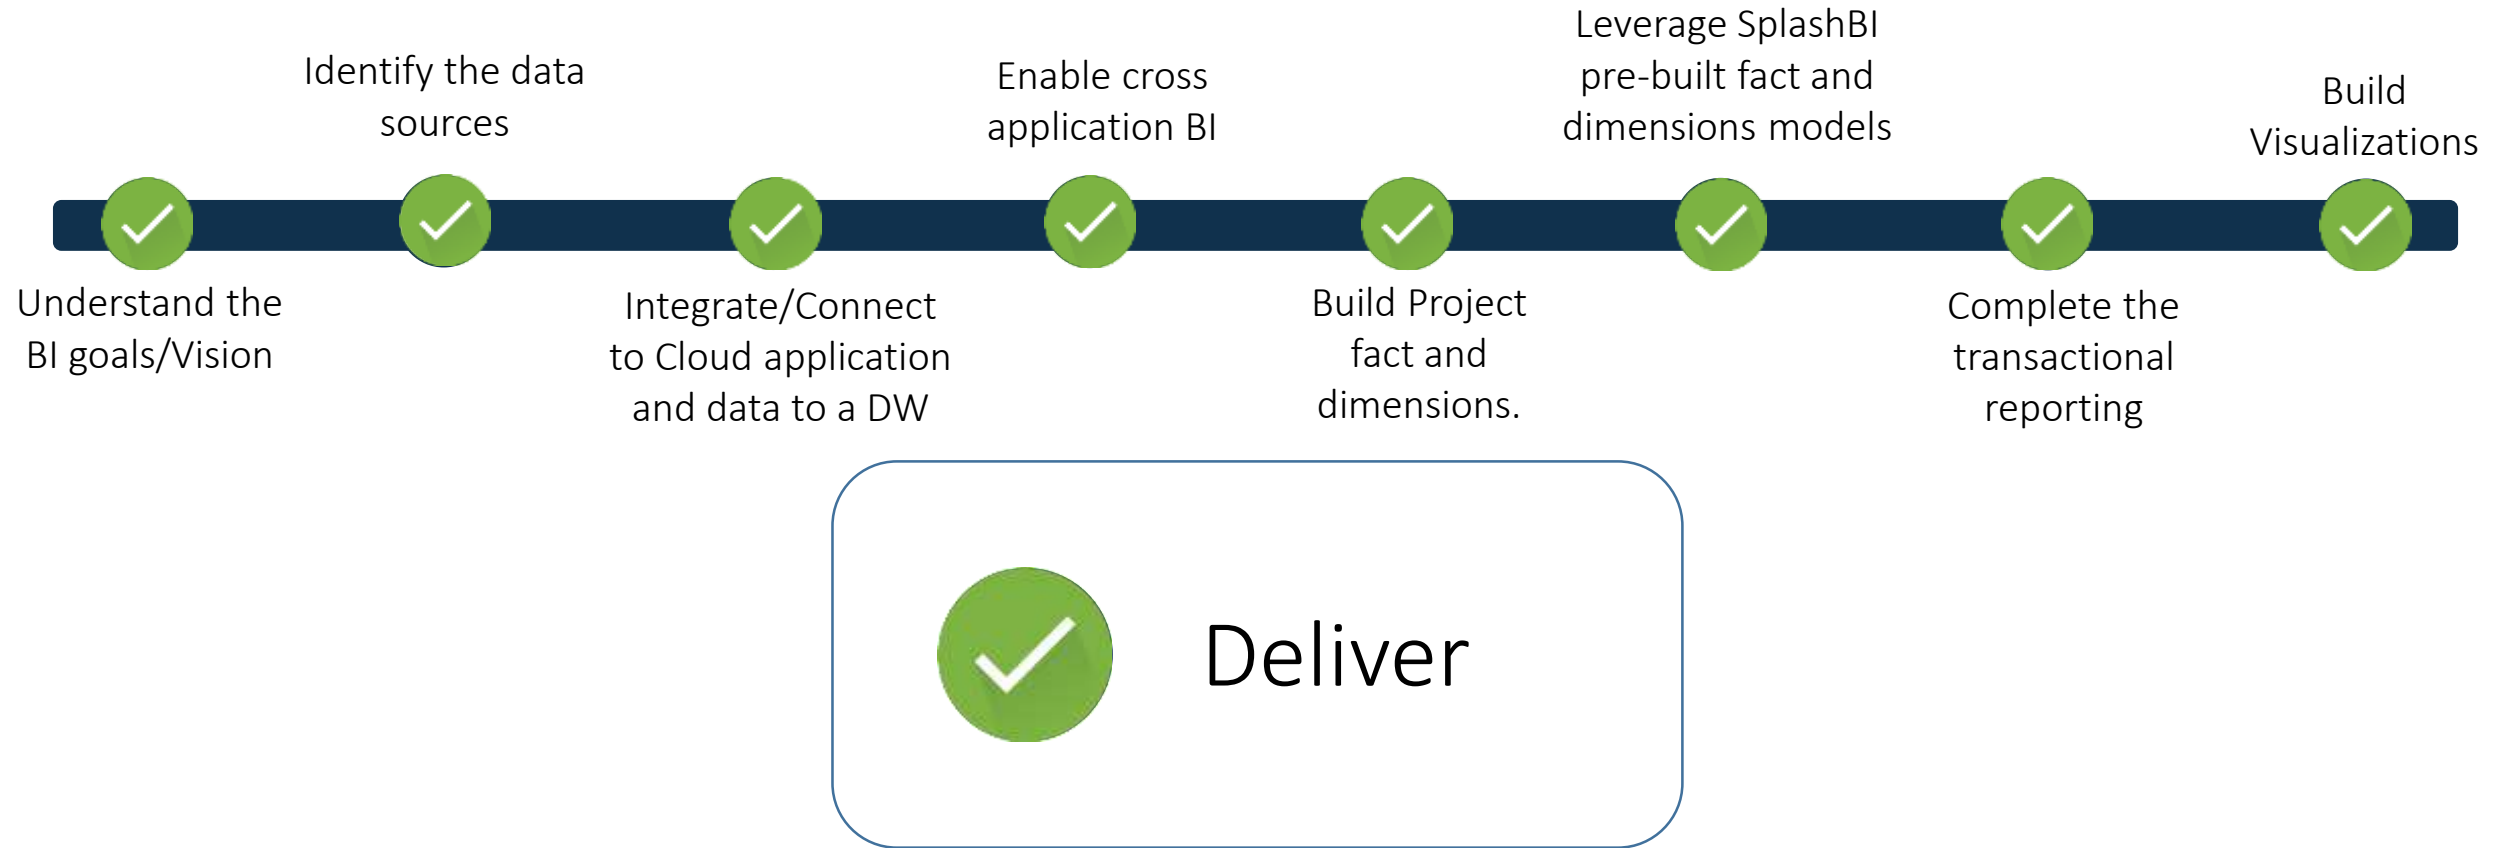 Understand the
BI goals/Vision
Identify the data
sources
Integrate/Connect
to Cloud application
and data to a DW
Enable cross
application BI
Build Project
fact and
dimensions.
Leverage SplashBI
pre-built fact and
dimensions models
Complete the
transactional
reporting
Build
Visualizations
Deliver